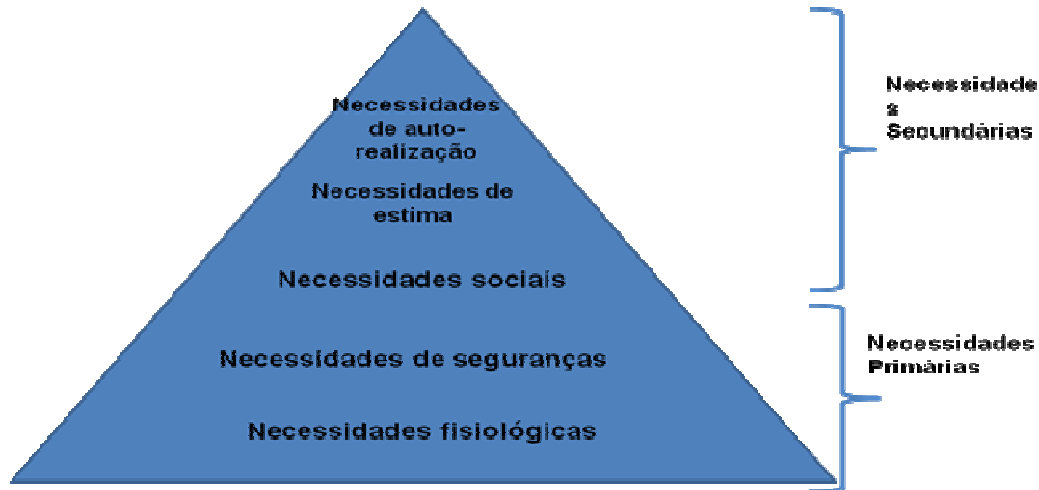 Necessidades
de auto-
realização
Necessidades de
estima
Necessidades sociais
Necessidades de seguranças
Necessidades fisiológicas
Necessidade
s
Secundárias
Necessidades
Primárias